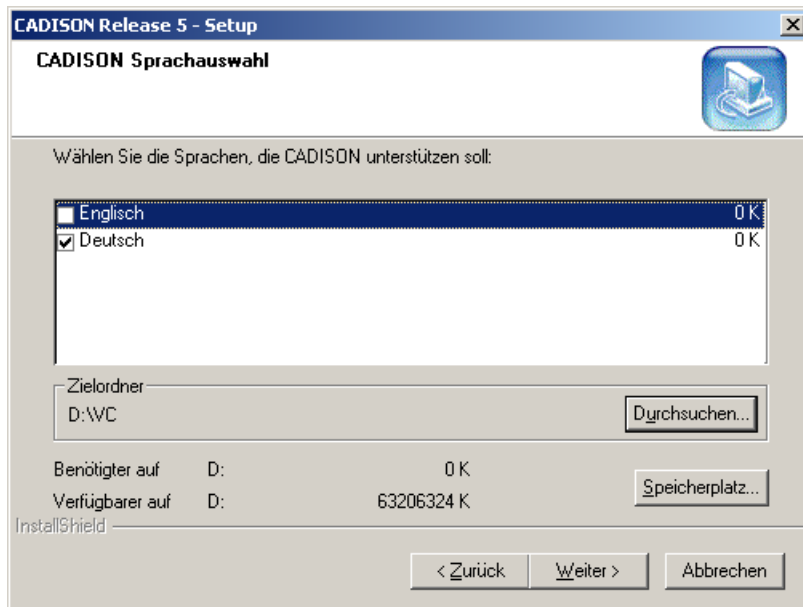 CADISON Release 5 - Setup
CADISON Sprachauswahl
Wählen Sie die Sprachen, die CADISON unterstützen soll:
Englisch 0 K
Deutsch 0 K
Zielordner
D:\VC
Durchsuchen...
Benötigter auf D: 0 K
Speicherplatz...
Verfügbarer auf D: 63206324 K
InstallShield
< Zurück Weiter > Abbrechen